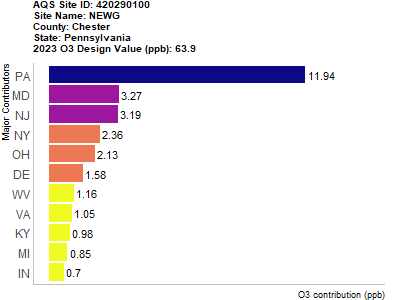 AQS Site ID: 420290100
Site Name: NEWG
County: Chester
State: Pennsylvania
2023 O3 Design Value (ppb): 63.9
Major Contributors
PA 11.94
MD 3.27
NJ 3.19
NY 2.36
OH 2.13
DE 1.58
WV 1.16
VA 1.05
KY 0.98
MI 0.85
IN 0.7
O3 contribution (ppb)